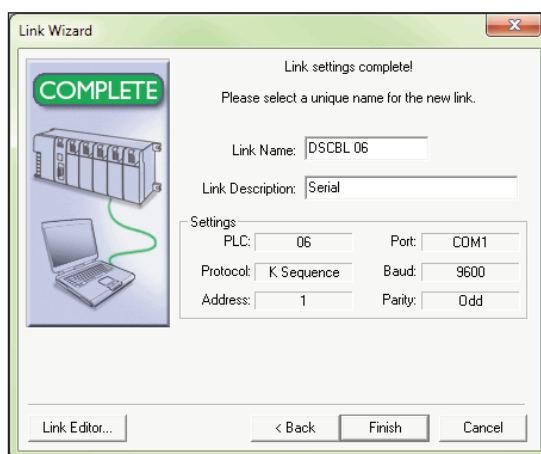 Link Wizard
COMPLETE
Link settings complete!
Please select a unique name for the new link.
Link Name: DSCBL 06
Link Description: Serial
Settings
PLC: 06 Port: COM1
Protocol: K Sequence Baud: 9600
Address: 1 Parity: Odd
Link Editor... < Back Finish Cancel